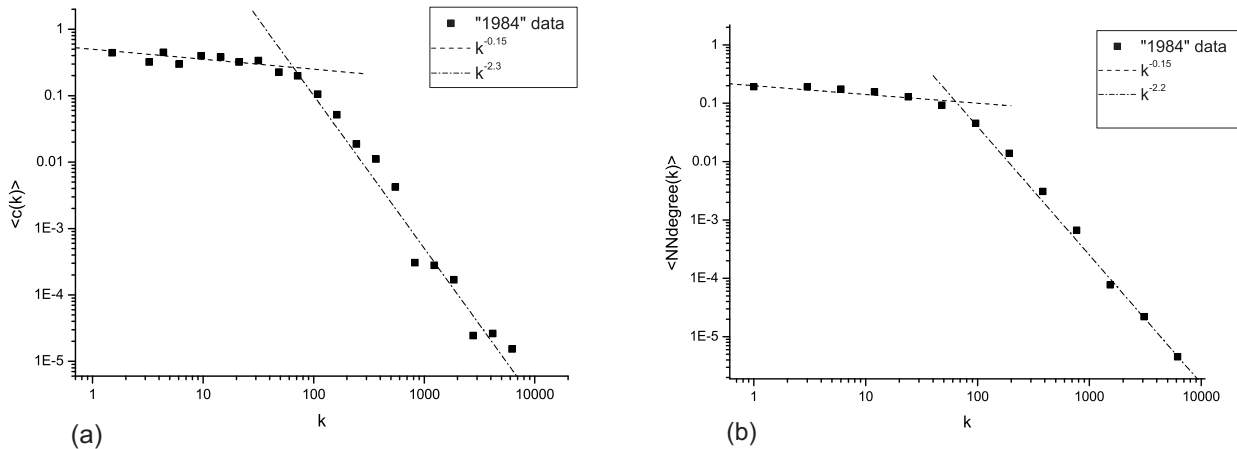 1
0.1
0.01
1E-3
1E-4
1E-5
<c(k)>
1 10 100 1000 10000
k
"1984" data
k^-0.15
k^-2.3
(a)
1
0.1
0.01
1E-3
1E-4
1E-5
<NNdegree(k)>
1 10 100 1000 10000
k
"1984" data
k^-0.15
k^-2.2
(b)